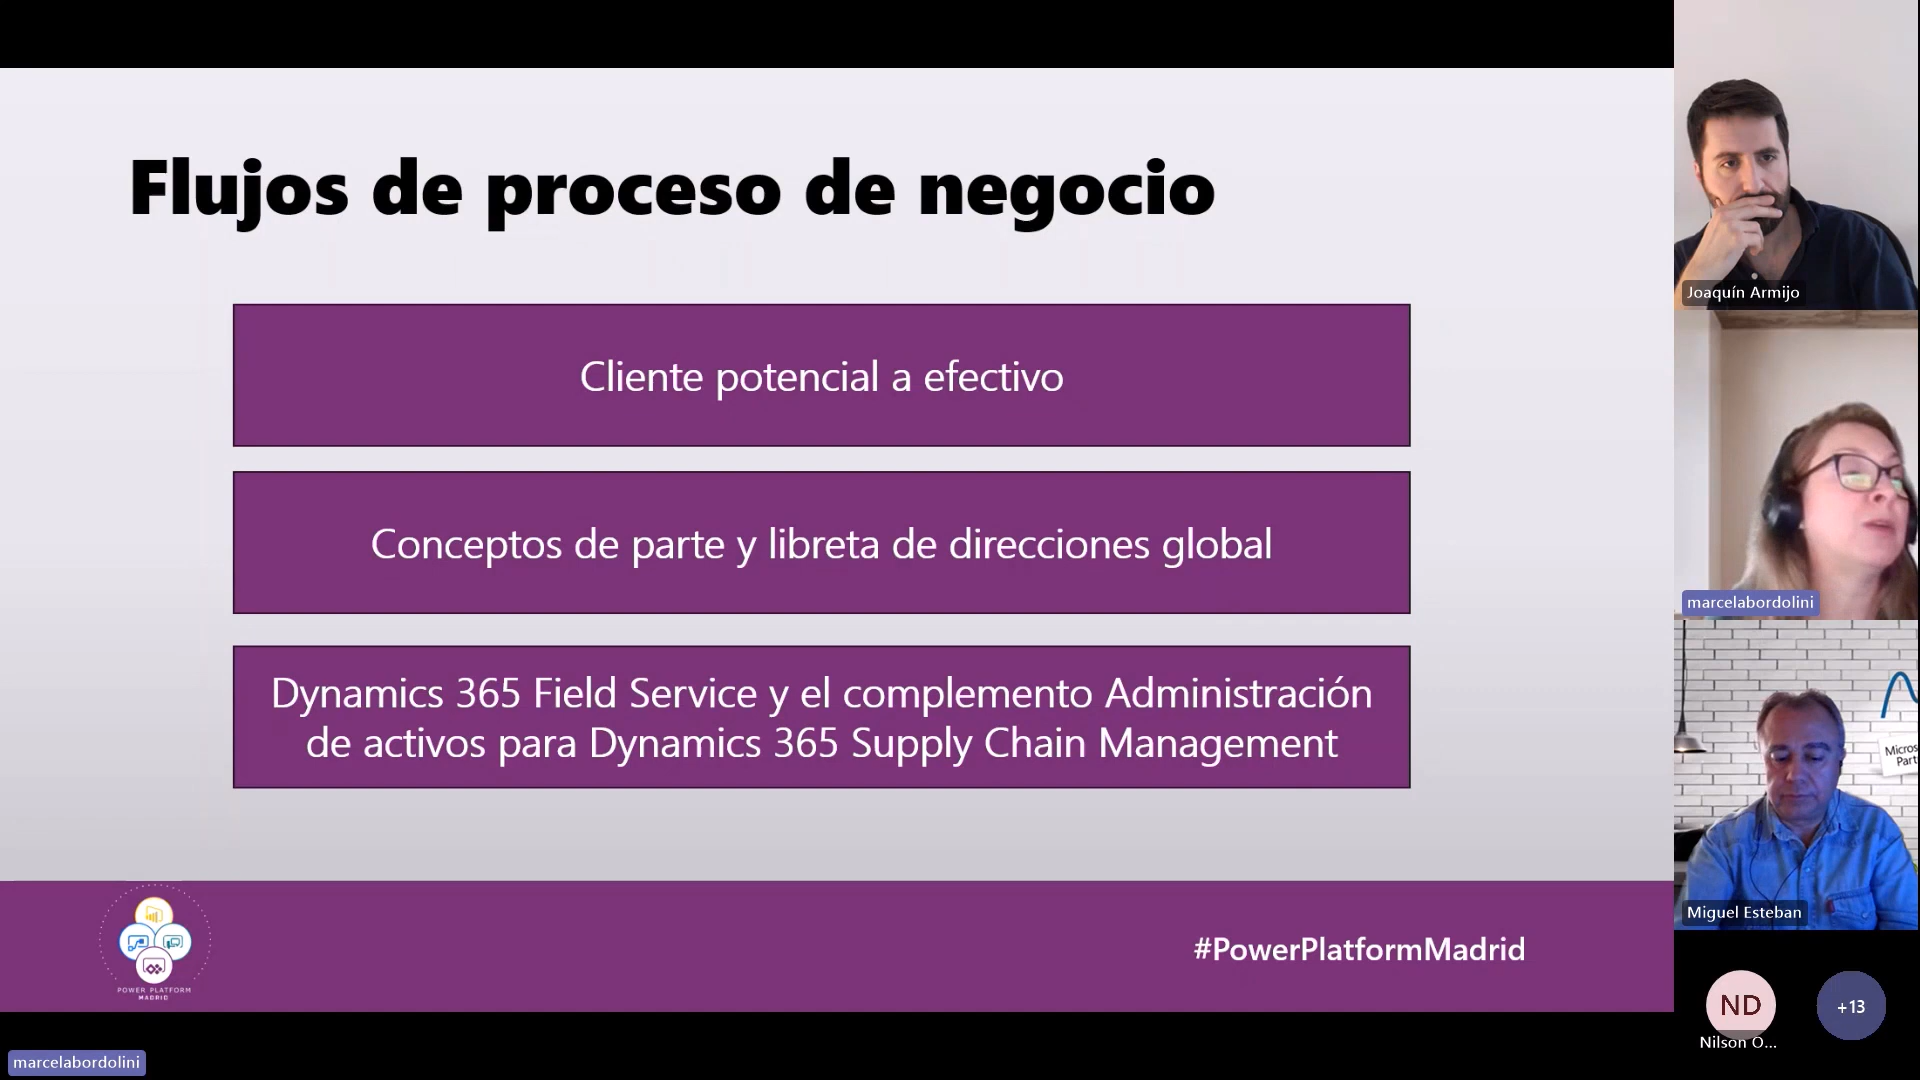 Flujos de proceso de negocio
Cliente potencial a efectivo
Conceptos de parte y libreta de direcciones global
Dynamics 365 Field Service y el complemento Administración
de activos para Dynamics 365 Supply Chain Management
POWER PLATFORM
MADRID
#PowerPlatformMadrid
marcelabordolini
Joaquín Armijo
marcelabordolini
Micros
Part
Miguel Esteban
ND
+13
Nilson O...